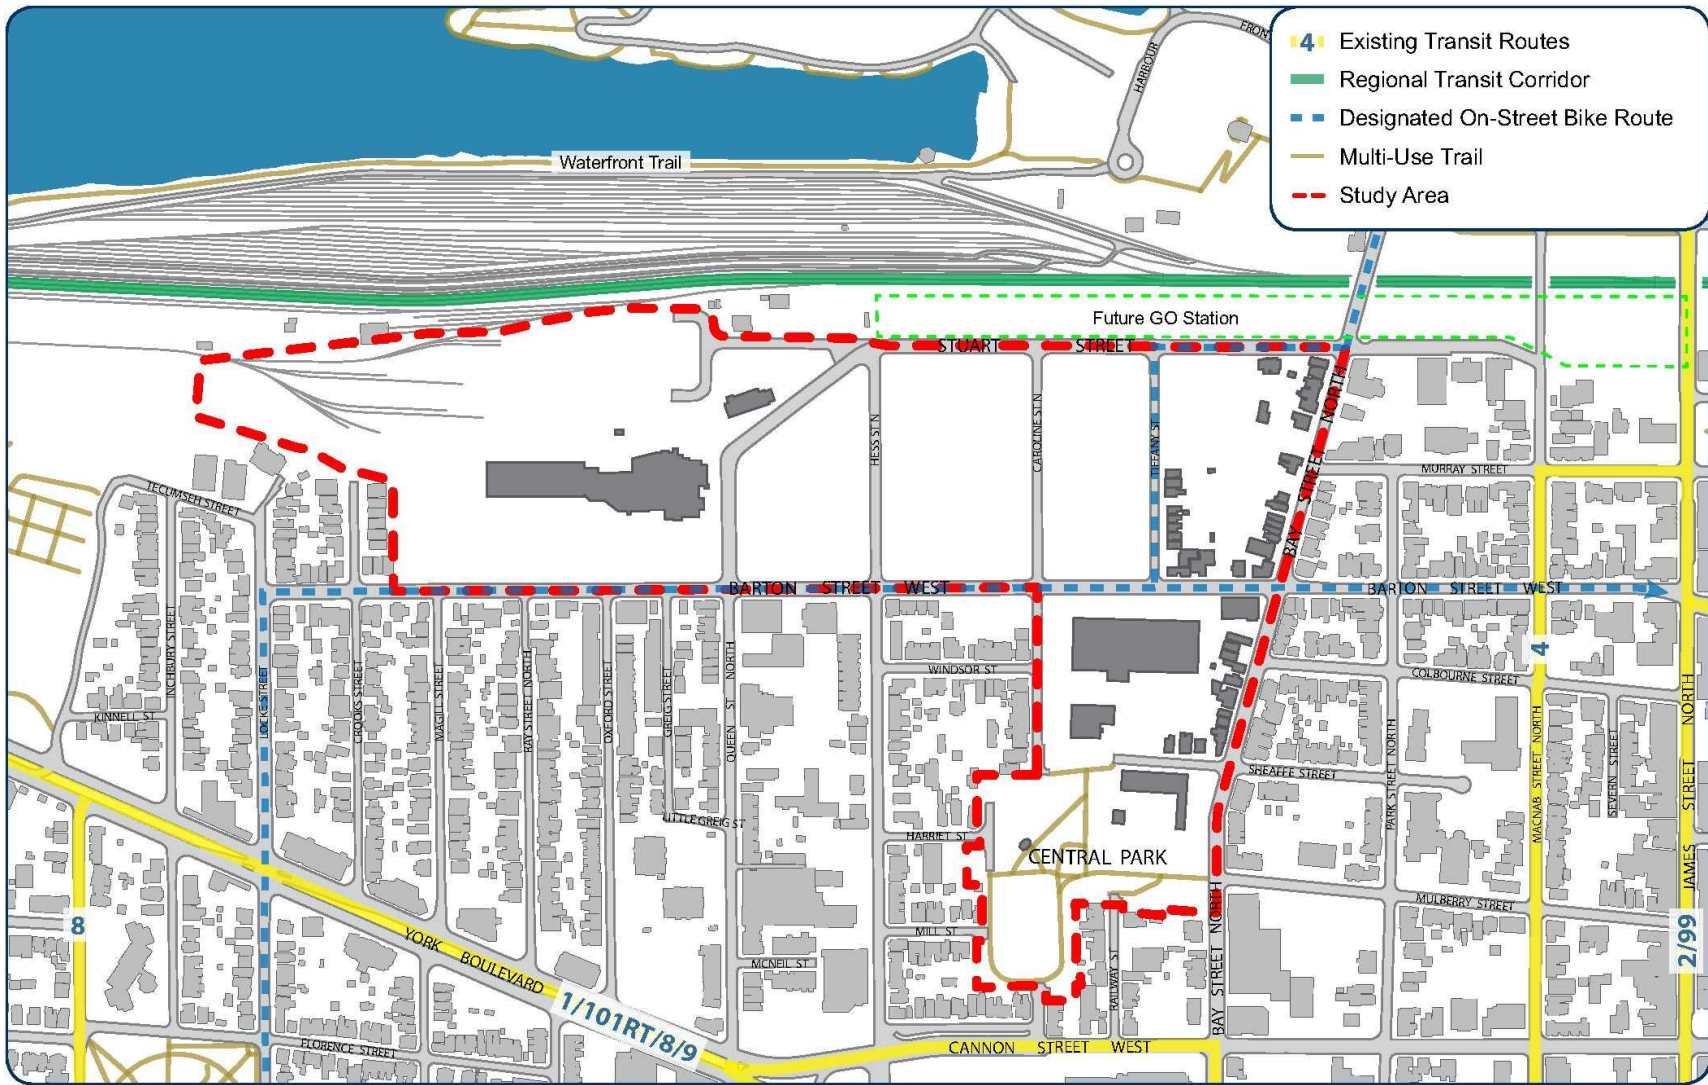 FRON
HARBOUR
4 Existing Transit Routes
Regional Transit Corridor
Designated On-Street Bike Route
Multi-Use Trail
Study Area
Waterfront Trail
Future GO Station
STUART STREET
HESS ST N
CAROLINE ST N
TIFFANY ST
BAY STREET NORTH
MURRAY STREET
TECUMSEH STREET
BARTON STREET WEST
BARTON STREET WEST
INCHBURY STREET
KINNELL ST
LOCKE STREET
CROOKS STREET
MAGILL STREET
RAY STREET NORTH
OXFORD STREET
GREIG STREET
QUEEN ST NORTH
LITTLE GREIG ST
WINDSOR ST
4
COLBOURNE STREET
SHEAFFE STREET
PARK STREET NORTH
MACNAB STREET NORTH
SEVERN STREET
JAMES STREET NORTH
HARRIET ST
CENTRAL PARK
MULBERRY STREET
8
YORK BOULEVARD
1/101RT/8/9
MILL ST
MCNEIL ST
RAILWAY ST
BAY STREET NORTH
2/99
FLORENCE STREET
CANNON STREET WEST